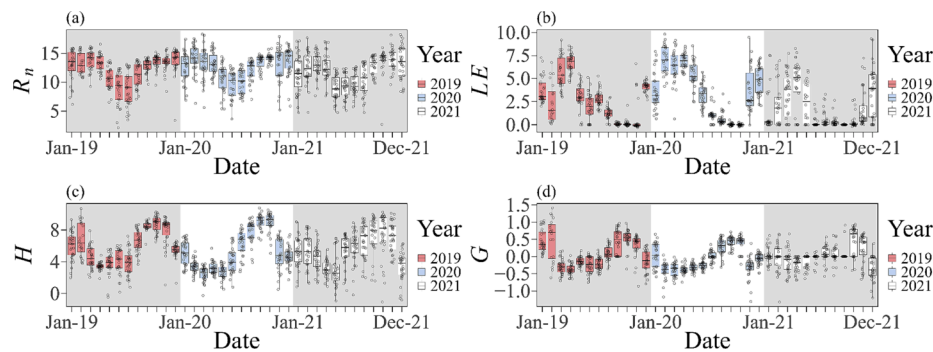 (a)
15
10
5
R_n
Jan-19 Jan-20 Jan-21 Dec-21
Date
Year
2019
2020
2021
(b)
10.0
7.5
5.0
2.5
0.0
LE
Jan-19 Jan-20 Jan-21 Dec-21
Date
Year
2019
2020
2021
(c)
8
4
0
H
Jan-19 Jan-20 Jan-21 Dec-21
Date
Year
2019
2020
2021
(d)
1.5
1.0
0.5
0.0
−0.5
−1.0
G
Jan-19 Jan-20 Jan-21 Dec-21
Date
Year
2019
2020
2021